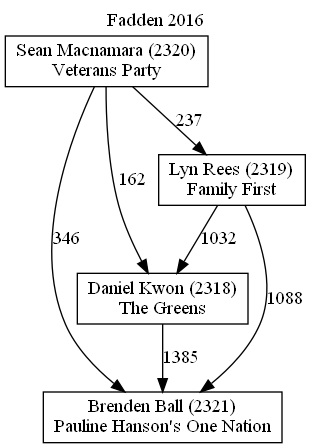 Fadden 2016
Sean Macnamara (2320)
Veterans Party
237
Lyn Rees (2319)
Family First
162
346
1032
Daniel Kwon (2318)
The Greens
1088
1385
Brenden Ball (2321)
Pauline Hanson's One Nation